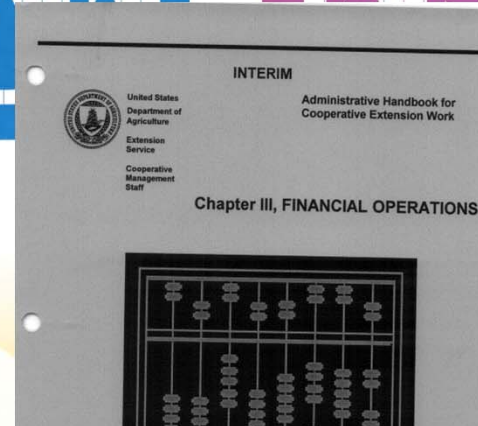 INTERIM
United States
Department of
Agriculture
Extension
Service
Cooperative
Management
Staff
Administrative Handbook for
Cooperative Extension Work
Chapter III, FINANCIAL OPERATIONS